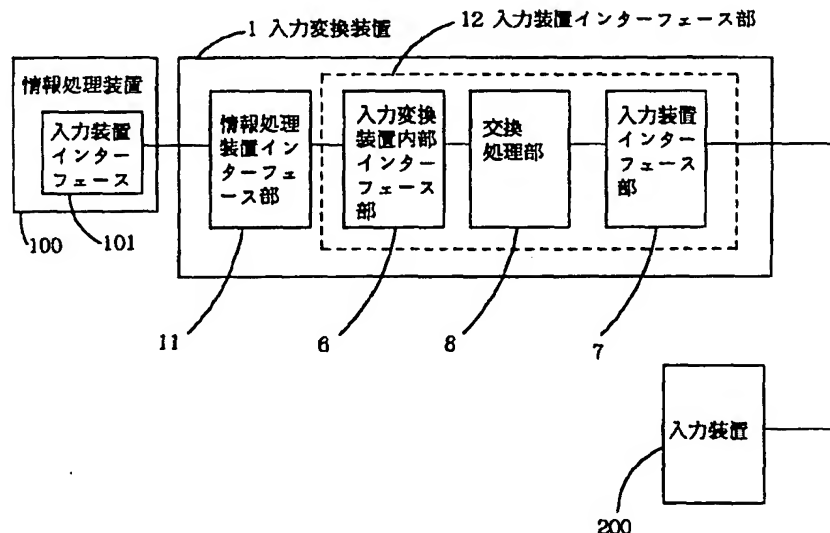 1 入力変換装置
12 入力装置インターフェース部
情報処理装置
入力装置
インター
フェース
100
101
情報処理
装置イン
ターフェ
ース部
11
入力変換
装置内部
インター
フェース
部
6
交換
処理部
8
入力装置
インター
フェース
部
7
入力装置
200